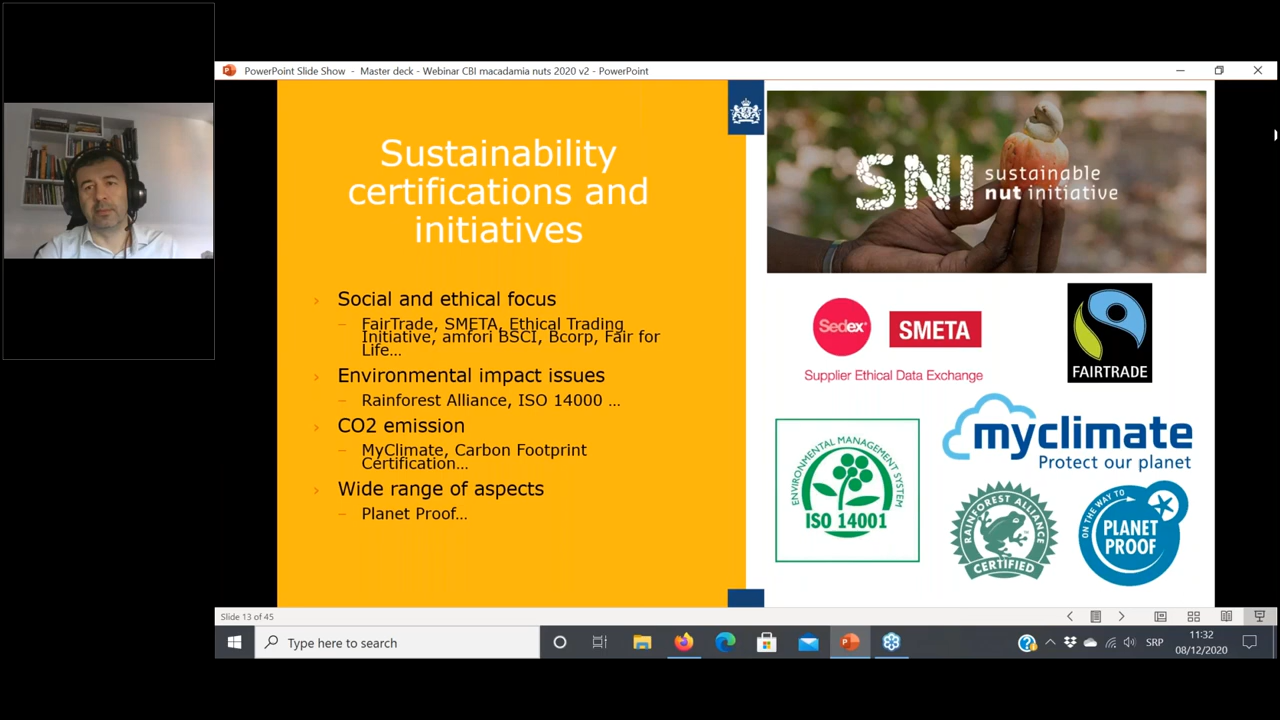 PowerPoint Slide Show - Master deck - Webinar CBI macadamia nuts 2020 v2 - PowerPoint
Sustainability
certifications and
initiatives
› Social and ethical focus
– FairTrade, SMETA, Ethical Trading
Initiative, amfori BSCI, Bcorp, Fair for
Life…
› Environmental impact issues
– Rainforest Alliance, ISO 14000 …
› CO2 emission
– MyClimate, Carbon Footprint
Certification…
› Wide range of aspects
– Planet Proof…
SNI sustainable
nut initiative
Sedex SMETA
Supplier Ethical Data Exchange
FAIRTRADE
ENVIRONMENTAL MANAGEMENT SYSTEM
ISO 14001
myclimate
Protect our planet
RAINFOREST ALLIANCE
CERTIFIED
ON THE WAY TO
PLANET
PROOF
Slide 13 of 45
Type here to search
SRP
11:32
08/12/2020